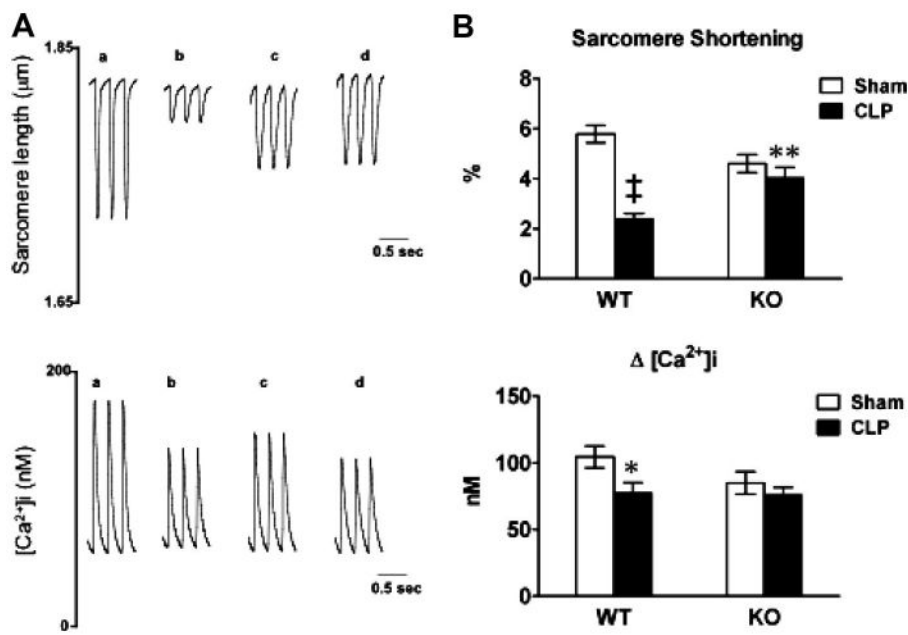 A
1.85
a b c d
Sarcomere length (μm)
0.5 sec
1.65
200
a b c d
[Ca²⁺]i (nM)
0.5 sec
0
B
Sarcomere Shortening
8
6
4
2
0
%
Sham
CLP
‡
**
WT KO
Δ [Ca²⁺]i
150
100
50
0
nM
Sham
CLP
*
WT KO